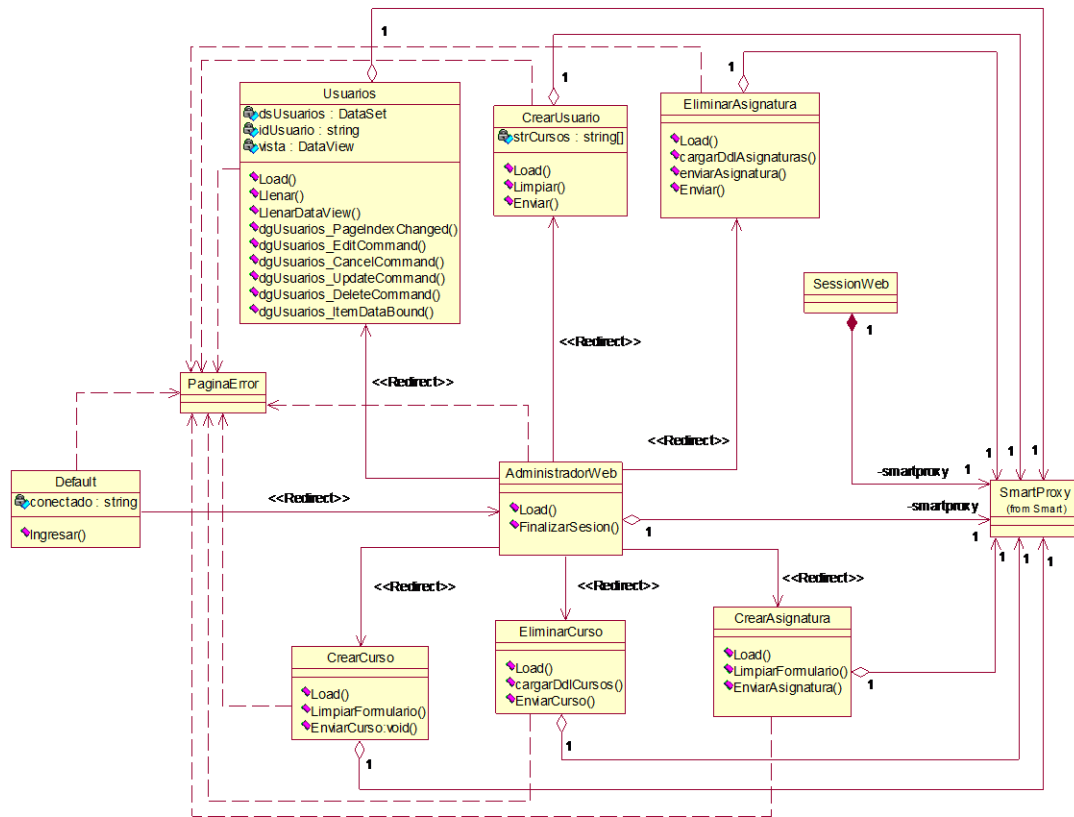 1
1
1
Usuarios
dsUsuarios : DataSet
idUsuario : string
vista : DataView
Load()
Llenar()
LlenarDataView()
dgUsuarios_PageIndexChanged()
dgUsuarios_EditCommand()
dgUsuarios_CancelCommand()
dgUsuarios_UpdateCommand()
dgUsuarios_DeleteCommand()
dgUsuarios_ItemDataBound()
CrearUsuario
strCursos : string[]
Load()
Limpiar()
Enviar()
EliminarAsignatura
Load()
cargarDdlAsignaturas()
enviarAsignatura()
Enviar()
SessionWeb
1
<<Redirect>>
<<Redirect>>
<<Redirect>>
PaginaError
Default
conectado : string
Ingresar()
<<Redirect>>
AdministradorWeb
Load()
FinalizarSesion()
1
-smartproxy
1
1
1
1
-smartproxy
1
SmartProxy
(from Smart)
1
1
1
<<Redirect>>
<<Redirect>>
<<Redirect>>
CrearCurso
Load()
LimpiarFormulario()
EnviarCurso:void()
1
EliminarCurso
Load()
cargarDdlCursos()
EnviarCurso()
1
CrearAsignatura
Load()
LimpiarFormulario()
EnviarAsignatura()
1